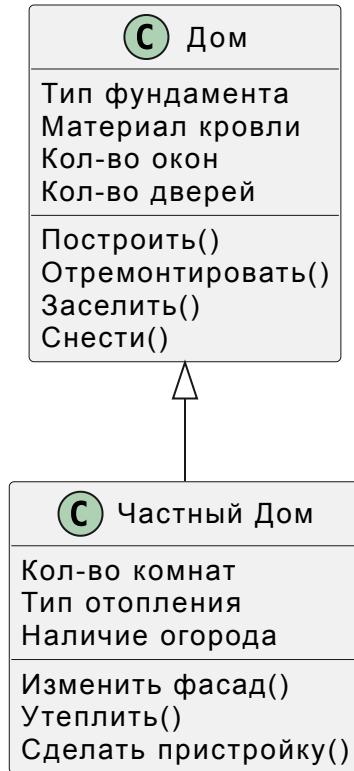 C Дом
Тип фундамента
Материал кровли
Кол-во окон
Кол-во дверей
Построить()
Отремонтировать()
Заселить()
Снести()
C Частный Дом
Кол-во комнат
Тип отопления
Наличие огорода
Изменить фасад()
Утеплить()
Сделать пристройку()